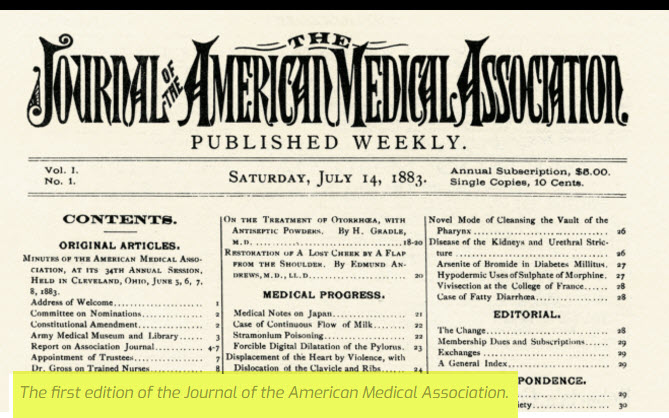 THE
JOURNAL OF THE AMERICAN MEDICAL ASSOCIATION.
PUBLISHED WEEKLY.
Vol. I.
No. 1.
SATURDAY, JULY 14, 1883.
Annual Subscription, $5.00.
Single Copies, 10 Cents.
CONTENTS.
ORIGINAL ARTICLES.
MINUTES OF THE AMERICAN MEDICAL ASSO-
CIATION, AT ITS 34TH ANNUAL SESSION,
HELD IN CLEVELAND, OHIO, JUNE 5, 6, 7,
8, 1883.
Address of Welcome 1
Committee on Nominations 2
Constitutional Amendment 2
Army Medical Museum and Library 3
Report on Association Journal 4-7
Appointment of Trustees 7
Dr. Gross on Trained Nurses 8
ON THE TREATMENT OF OTORRHŒA, WITH
ANTISEPTIC POWDERS. By H. GRADLE,
M.D. 18-20
RESTORATION OF A LOST CHEEK BY A FLAP
FROM THE SHOULDER. BY EDMUND AN-
DREWS, M.D., LL.D. 20
MEDICAL PROGRESS.
Medical Notes on Japan 21
Case of Continuous Flow of Milk 22
Stramonium Poisoning 22
Forcible Digital Dilatation of the Pylorus. 23
Displacement of the Heart by Violence, with
Dislocation of the Clavicle and Ribs 24
Novel Mode of Cleansing the Vault of the
Pharynx 26
Disease of the Kidneys and Urethral Stric-
ture 26
Arsenite of Bromide in Diabetes Millitus. 27
Hypodermic Uses of Sulphate of Morphine. 27
Vivisection at the College of France 28
Case of Fatty Diarrhœa 28
EDITORIAL.
The Change 28
Membership Dues and Subscriptions 29
Exchanges 29
A General Index 29
PONDENCE.
29
iety 30
The first edition of the Journal of the American Medical Association.